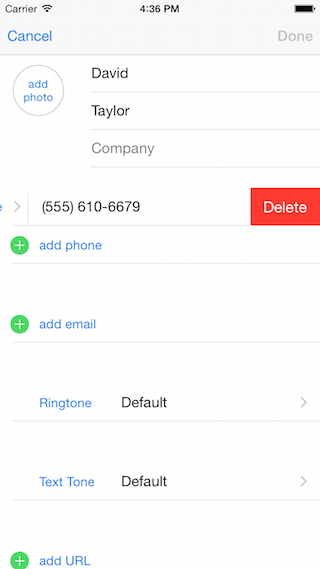 Carrier 4:36 PM
Cancel Done
add
photo
David
Taylor
Company
e (555) 610-6679 Delete
add phone
add email
Ringtone Default
Text Tone Default
add URL